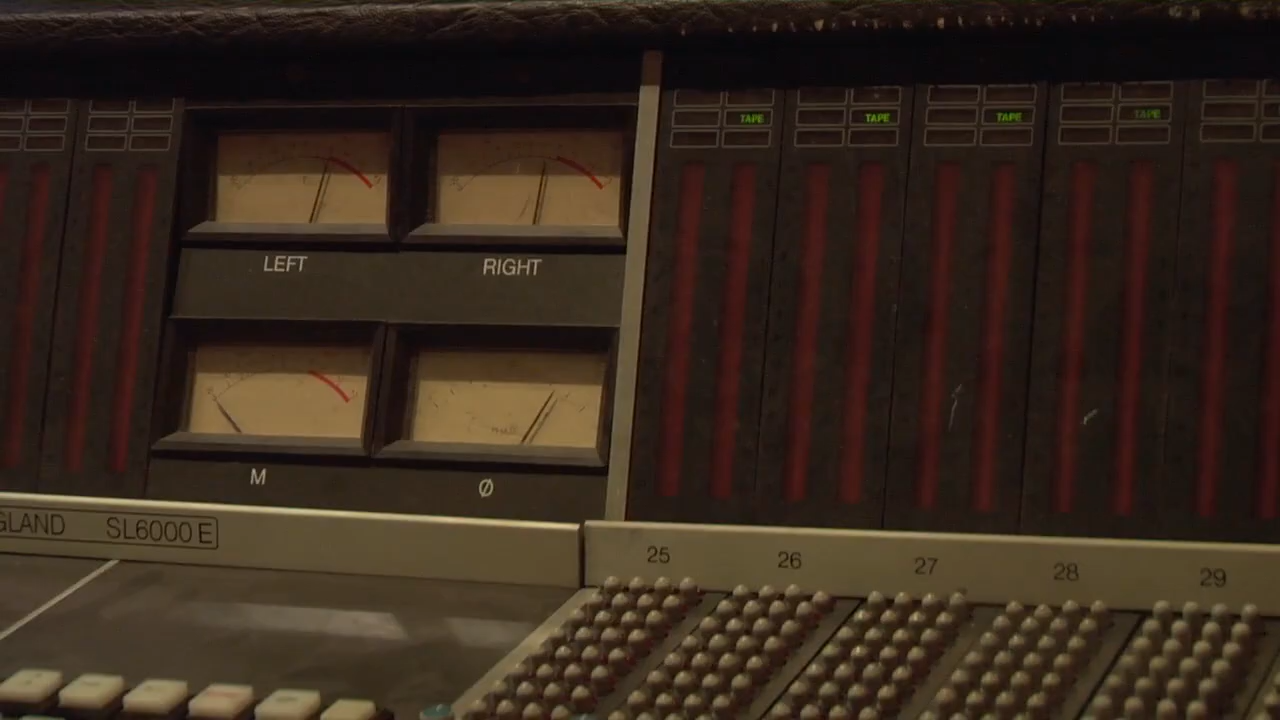 TAPE TAPE TAPE TAPE
LEFT RIGHT
M Ø
GLAND SL6000 E
25 26 27 28 29